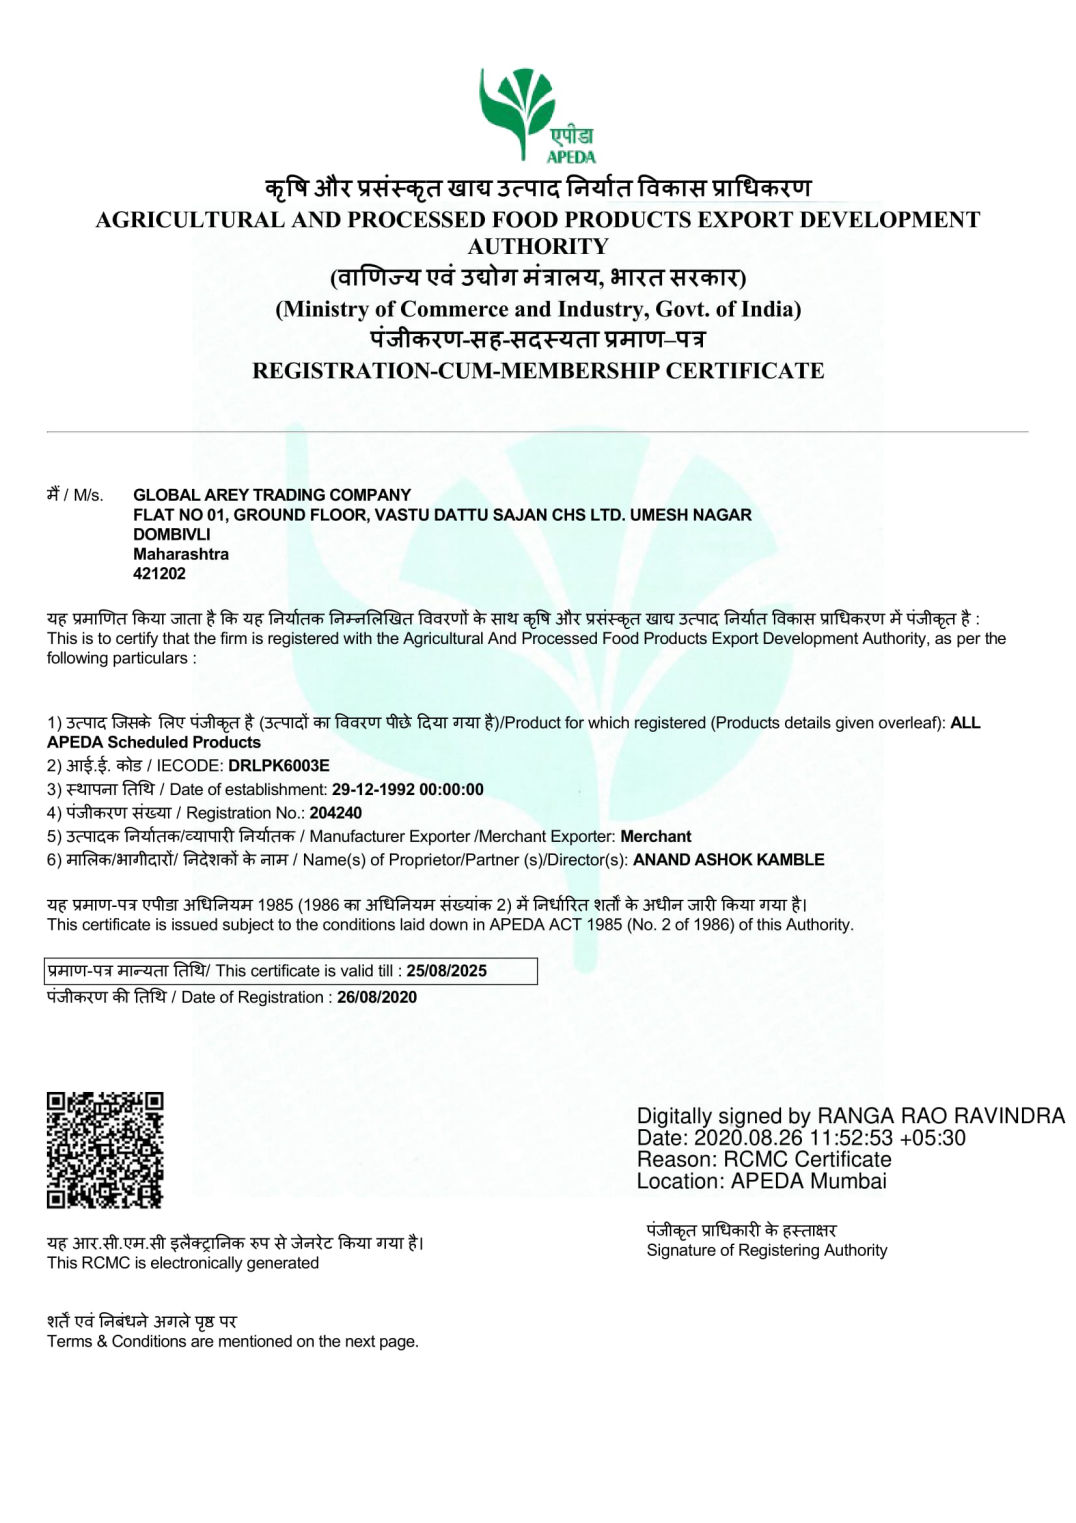 एपीडा
APEDA
कृषि और प्रसंस्कृत खाद्य उत्पाद निर्यात विकास प्राधिकरण
AGRICULTURAL AND PROCESSED FOOD PRODUCTS EXPORT DEVELOPMENT
AUTHORITY
(वाणिज्य एवं उद्योग मंत्रालय, भारत सरकार)
(Ministry of Commerce and Industry, Govt. of India)
पंजीकरण-सह-सदस्यता प्रमाण–पत्र
REGISTRATION-CUM-MEMBERSHIP CERTIFICATE
मैं / M/s. GLOBAL AREY TRADING COMPANY
FLAT NO 01, GROUND FLOOR, VASTU DATTU SAJAN CHS LTD. UMESH NAGAR
DOMBIVLI
Maharashtra
421202
यह प्रमाणित किया जाता है कि यह निर्यातक निम्नलिखित विवरणों के साथ कृषि और प्रसंस्कृत खाद्य उत्पाद निर्यात विकास प्राधिकरण में पंजीकृत है :
This is to certify that the firm is registered with the Agricultural And Processed Food Products Export Development Authority, as per the
following particulars :
1) उत्पाद जिसके लिए पंजीकृत है (उत्पादों का विवरण पीछे दिया गया है)/Product for which registered (Products details given overleaf): ALL
APEDA Scheduled Products
2) आई.ई. कोड / IECODE: DRLPK6003E
3) स्थापना तिथि / Date of establishment: 29-12-1992 00:00:00
4) पंजीकरण संख्या / Registration No.: 204240
5) उत्पादक निर्यातक/व्यापारी निर्यातक / Manufacturer Exporter /Merchant Exporter: Merchant
6) मालिक/भागीदारों/ निदेशकों के नाम / Name(s) of Proprietor/Partner (s)/Director(s): ANAND ASHOK KAMBLE
यह प्रमाण-पत्र एपीडा अधिनियम 1985 (1986 का अधिनियम संख्यांक 2) में निर्धारित शर्तों के अधीन जारी किया गया है।
This certificate is issued subject to the conditions laid down in APEDA ACT 1985 (No. 2 of 1986) of this Authority.
प्रमाण-पत्र मान्यता तिथि/ This certificate is valid till : 25/08/2025
पंजीकरण की तिथि / Date of Registration : 26/08/2020
Digitally signed by RANGA RAO RAVINDRA
Date: 2020.08.26 11:52:53 +05:30
Reason: RCMC Certificate
Location: APEDA Mumbai
पंजीकृत प्राधिकारी के हस्ताक्षर
Signature of Registering Authority
यह आर.सी.एम.सी इलैक्ट्रानिक रुप से जेनरेट किया गया है।
This RCMC is electronically generated
शर्तें एवं निबंधने अगले पृष्ठ पर
Terms & Conditions are mentioned on the next page.